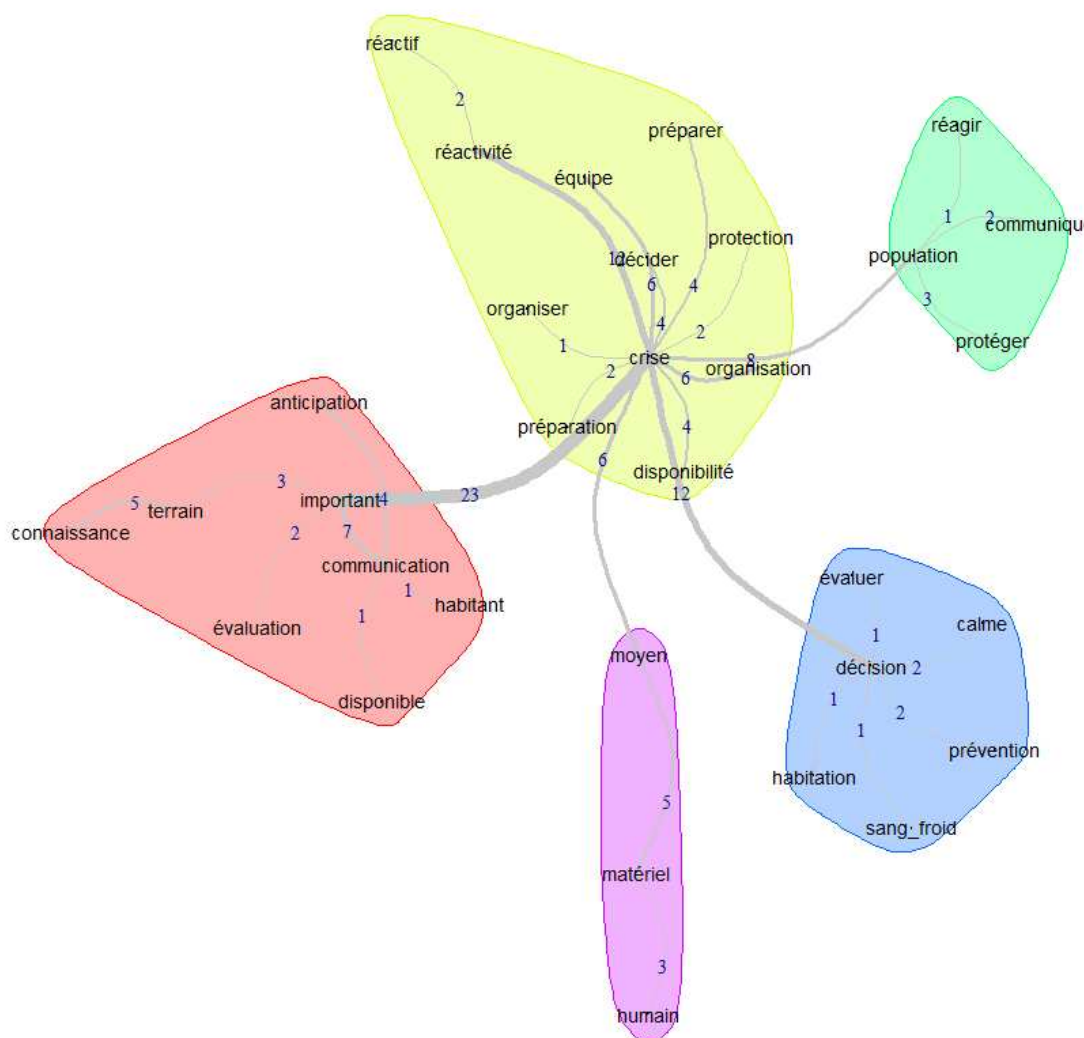 réactif
2
réactivité
préparer
équipe
protection
12
décider
6
4
organiser
4
2
1
crise
8
organisation
2
6
préparation
4
6
disponibilité
12
réagir
1
2
communique
population
3
protéger
anticipation
3
important
4
23
5
terrain
connaissance
2
7
communication
1
habitant
évaluation
1
disponible
moyen
5
matériel
3
humain
évaluer
calme
1
décision
2
1
2
1
prévention
habitation
sang_froid